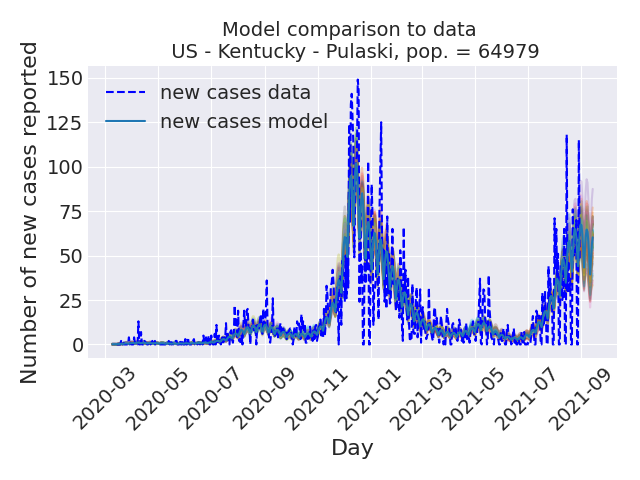 Model comparison to data
US - Kentucky - Pulaski, pop. = 64979
Number of new cases reported
150
125
100
75
50
25
0
new cases data
new cases model
2020-03
2020-05
2020-07
2020-09
2020-11
2021-01
2021-03
2021-05
2021-07
2021-09
Day